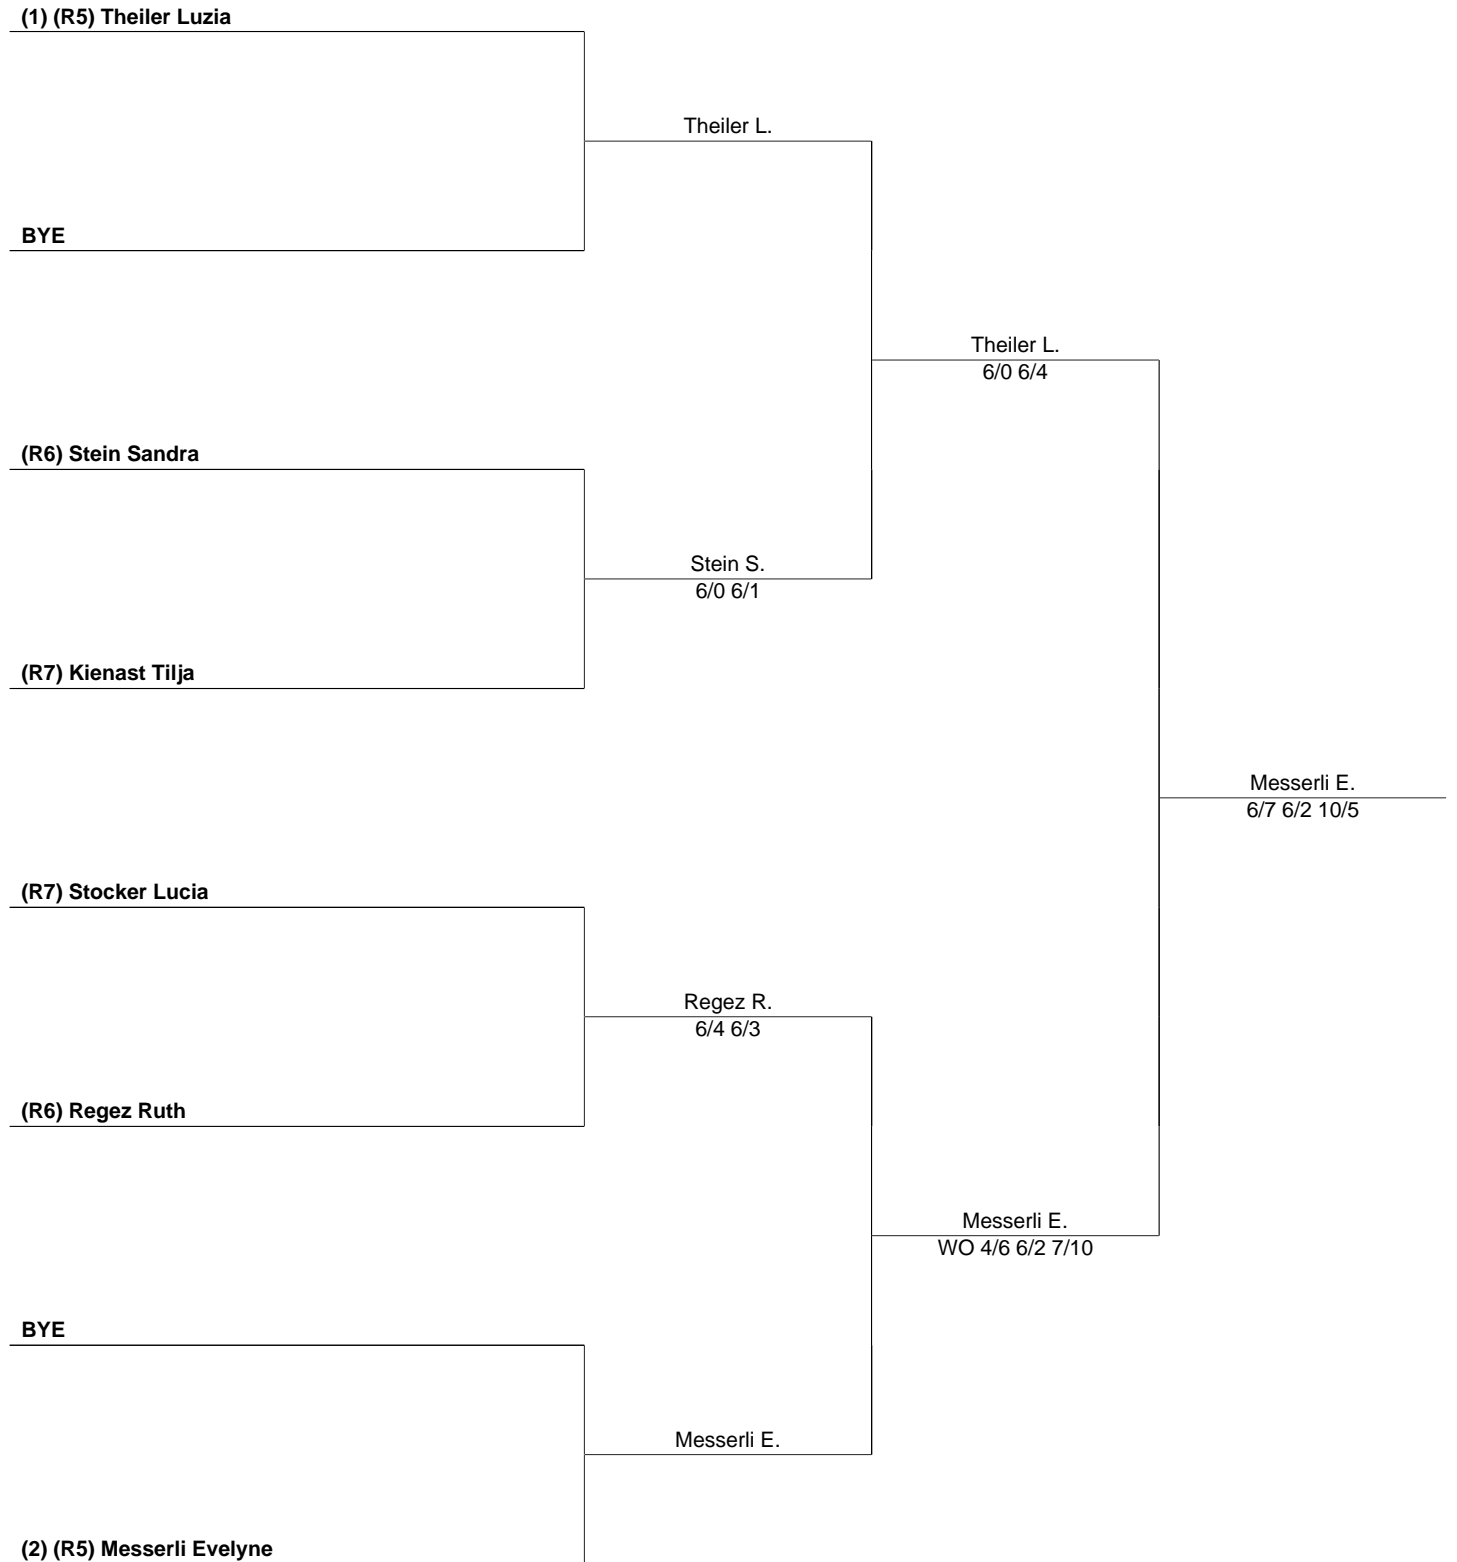 (1) (R5) Theiler Luzia
Theiler L.
BYE
Theiler L.
6/0 6/4
(R6) Stein Sandra
Stein S.
6/0 6/1
(R7) Kienast Tilja
Messerli E.
6/7 6/2 10/5
(R7) Stocker Lucia
Regez R.
6/4 6/3
(R6) Regez Ruth
Messerli E.
WO 4/6 6/2 7/10
BYE
Messerli E.
(2) (R5) Messerli Evelyne